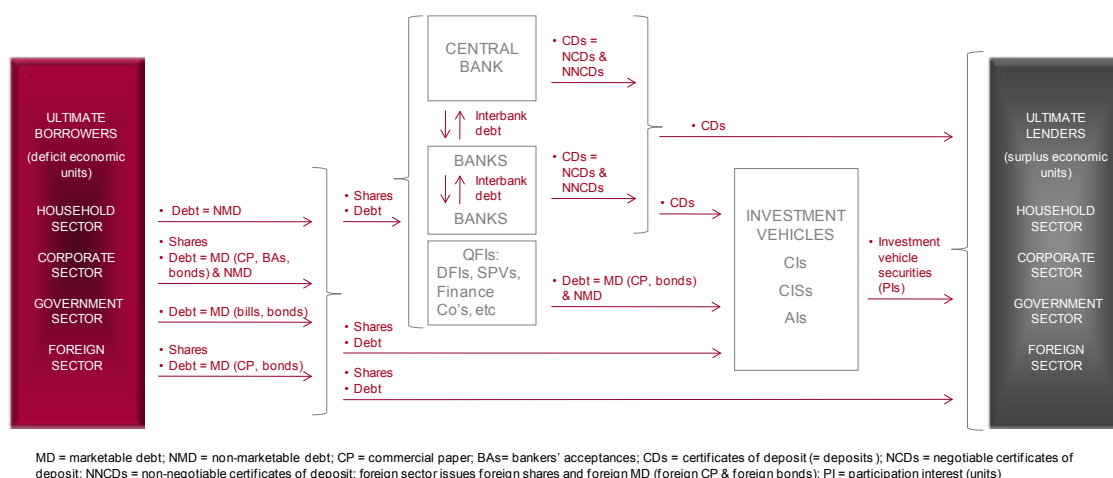 ULTIMATE
BORROWERS
(deficit economic
units)
HOUSEHOLD
SECTOR
CORPORATE
SECTOR
GOVERNMENT
SECTOR
FOREIGN
SECTOR
• Debt = NMD
• Shares
• Debt = MD (CP, BAs,
bonds) & NMD
• Debt = MD (bills, bonds)
• Shares
• Debt = MD (CP, bonds)
• Shares
• Debt
CENTRAL
BANK
Interbank
debt
BANKS
Interbank
debt
BANKS
QFIs:
DFIs, SPVs,
Finance
Co's, etc
• CDs =
NCDs &
NNCDs
• CDs =
NCDs &
NNCDs
• Debt = MD (CP, bonds)
& NMD
• Shares
• Debt
• Shares
• Debt
• CDs
• CDs
INVESTMENT
VEHICLES
CIs
CISs
AIs
• Investment
vehicle
securities
(PIs)
ULTIMATE
LENDERS
(surplus economic
units)
HOUSEHOLD
SECTOR
CORPORATE
SECTOR
GOVERNMENT
SECTOR
FOREIGN
SECTOR
MD = marketable debt; NMD = non-marketable debt; CP = commercial paper; BAs= bankers' acceptances; CDs = certificates of deposit (= deposits); NCDs = negotiable certificates of
deposit; NNCDs = non-negotiable certificates of deposit; foreign sector issues foreign shares and foreign MD (foreign CP & foreign bonds); PI = participation interest (units)